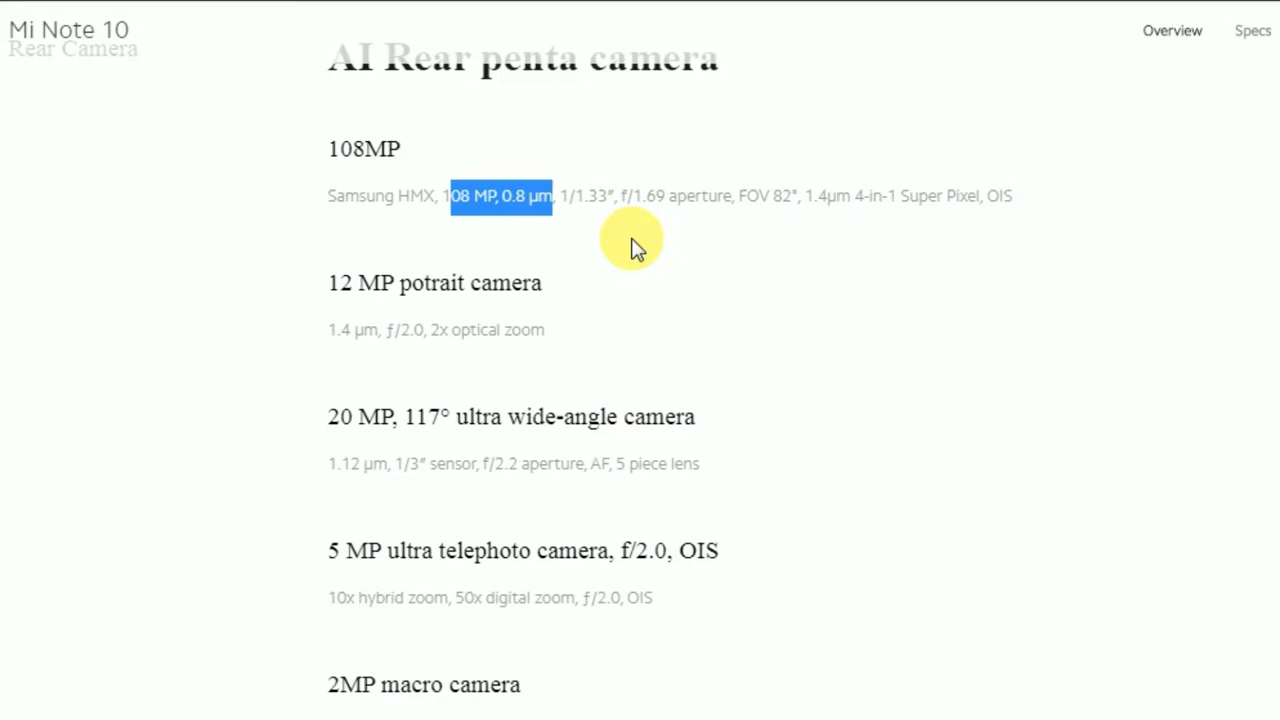 Mi Note 10
Overview
Specs
Rear Camera
AI Rear penta camera
108MP
Samsung HMX, 108 MP, 0.8 μm, 1/1.33”, f/1.69 aperture, FOV 82°, 1.4μm 4-in-1 Super Pixel, OIS
12 MP potrait camera
1.4 μm, ƒ/2.0, 2x optical zoom
20 MP, 117° ultra wide-angle camera
1.12 μm, 1/3” sensor, f/2.2 aperture, AF, 5 piece lens
5 MP ultra telephoto camera, f/2.0, OIS
10x hybrid zoom, 50x digital zoom, ƒ/2.0, OIS
2MP macro camera